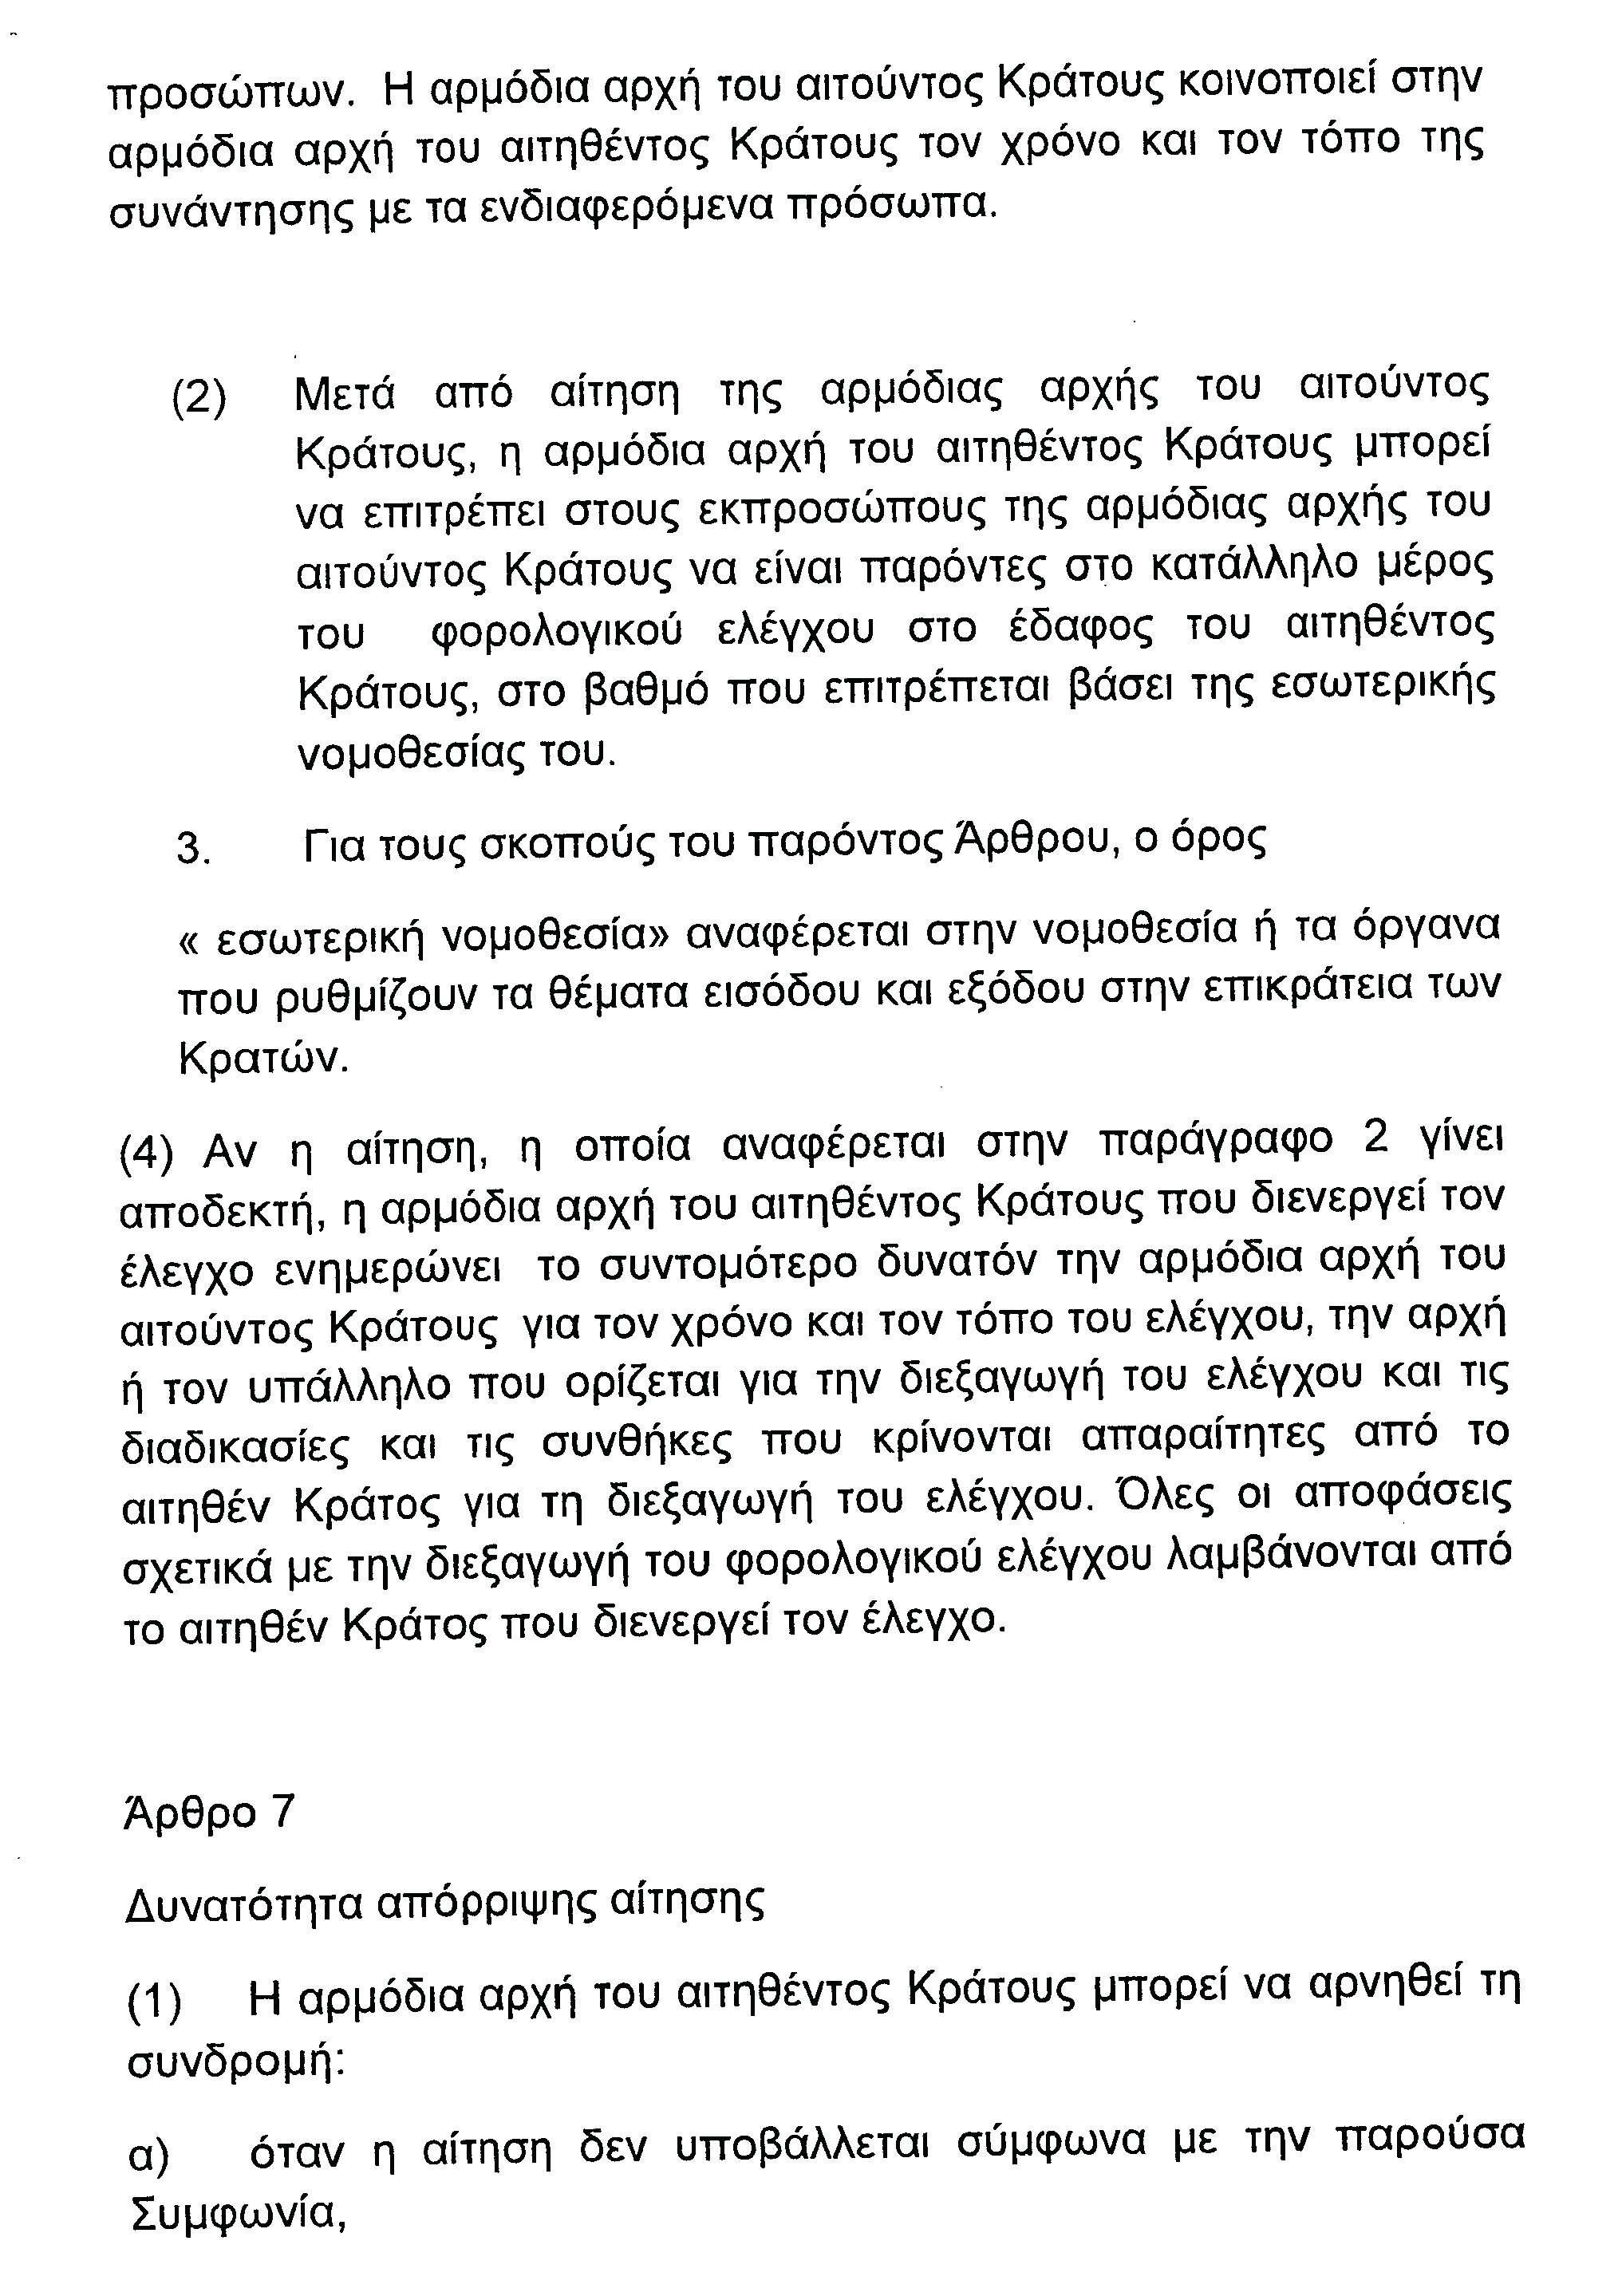 προσώπων. Η αρμόδια αρχή του αιτούντος Κράτους κοινοποιεί στην
αρμόδια αρχή του αιτηθέντος Κράτους τον χρόνο και τον τόπο της
συνάντησης με τα ενδιαφερόμενα πρόσωπα.
(2) Μετά από αίτηση της αρμόδιας αρχής του αιτούντος
Κράτους, η αρμόδια αρχή του αιτηθέντος Κράτους μπορεί
να επιτρέπει στους εκπροσώπους της αρμόδιας αρχής του
αιτούντος Κράτους να είναι παρόντες στο κατάλληλο μέρος
του φορολογικού ελέγχου στο έδαφος του αιτηθέντος
Κράτους, στο βαθμό που επιτρέπεται βάσει της εσωτερικής
νομοθεσίας του.
3. Για τους σκοπούς του παρόντος Άρθρου, ο όρος
« εσωτερική νομοθεσία» αναφέρεται στην νομοθεσία ή τα όργανα
που ρυθμίζουν τα θέματα εισόδου και εξόδου στην επικράτεια των
Κρατών.
(4) Αν η αίτηση, η οποία αναφέρεται στην παράγραφο 2 γίνει
αποδεκτή, η αρμόδια αρχή του αιτηθέντος Κράτους που διενεργεί τον
έλεγχο ενημερώνει το συντομότερο δυνατόν την αρμόδια αρχή του
αιτούντος Κράτους για τον χρόνο και τον τόπο του ελέγχου, την αρχή
ή τον υπάλληλο που ορίζεται για την διεξαγωγή του ελέγχου και τις
διαδικασίες και τις συνθήκες που κρίνονται απαραίτητες από το
αιτηθέν Κράτος για τη διεξαγωγή του ελέγχου. Όλες οι αποφάσεις
σχετικά με την διεξαγωγή του φορολογικού ελέγχου λαμβάνονται από
το αιτηθέν Κράτος που διενεργεί τον έλεγχο.
Άρθρο 7
Δυνατότητα απόρριψης αίτησης
(1) Η αρμόδια αρχή του αιτηθέντος Κράτους μπορεί να αρνηθεί τη
συνδρομή:
α) όταν η αίτηση δεν υποβάλλεται σύμφωνα με την παρούσα
Συμφωνία,